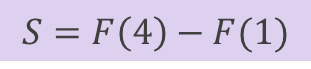 S = F(4) − F(1)